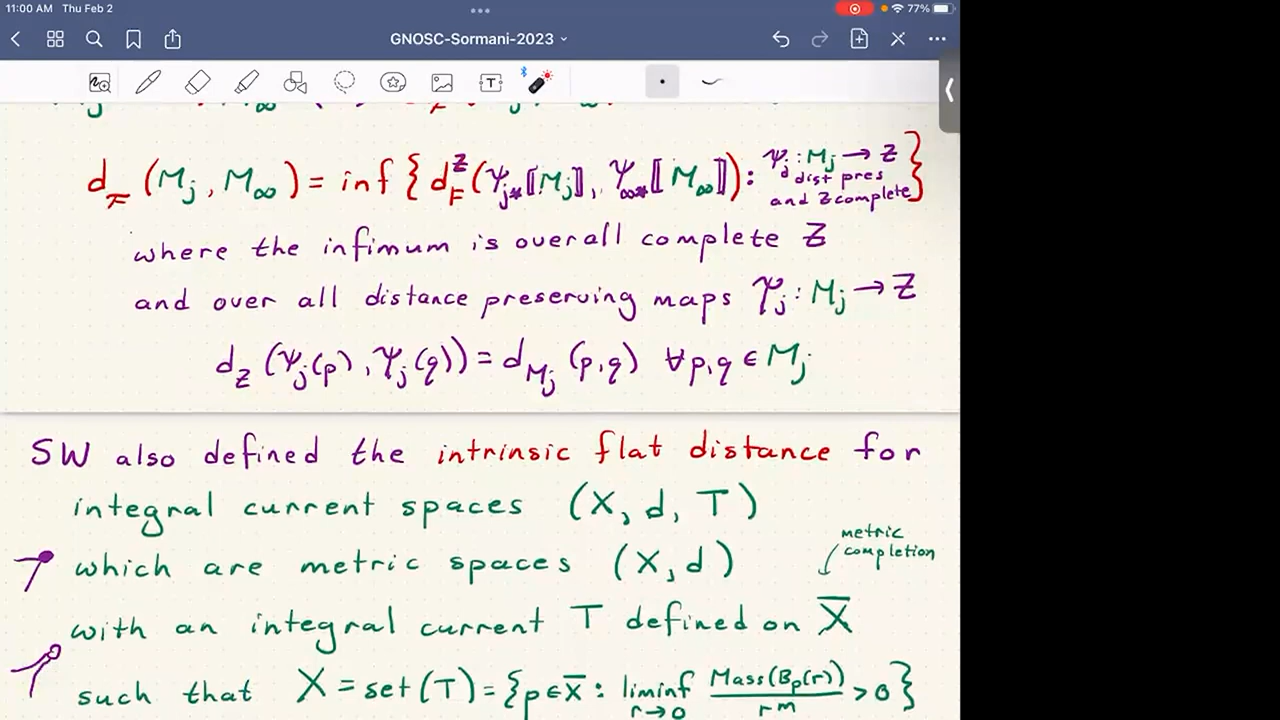 11:00 AM Thu Feb 2
77%
GNOSC-Sormani-2023
d_F (M_j, M_∞) = inf { d_F^Z (Ψ_j*[[M_j]], Ψ_∞*[[M_∞]]) : Ψ_j : M_j → Z dist pres and Z complete }
where the infimum is overall complete Z
and over all distance preserving maps Ψ_j : M_j → Z
d_Z (Ψ_j(p), Ψ_j(q)) = d_{M_j} (p,q) ∀p,q ∈ M_j
SW also defined the intrinsic flat distance for
integral current spaces (X, d, T)
metric completion
which are metric spaces (X, d)
with an integral current T defined on X̅
such that X = set(T) = {p ∈ X̅ : liminf_{r→0} Mass(B_p(r)) / r^m > 0}